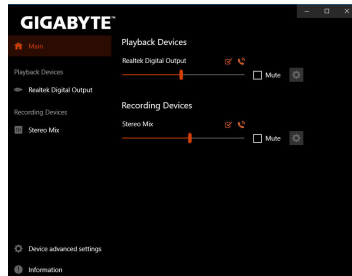 GIGABYTE™
Main
Playback Devices
Realtek Digital Output
Recording Devices
Stereo Mix
Device advanced settings
Information
Playback Devices
Realtek Digital Output
Mute
Recording Devices
Stereo Mix
Mute